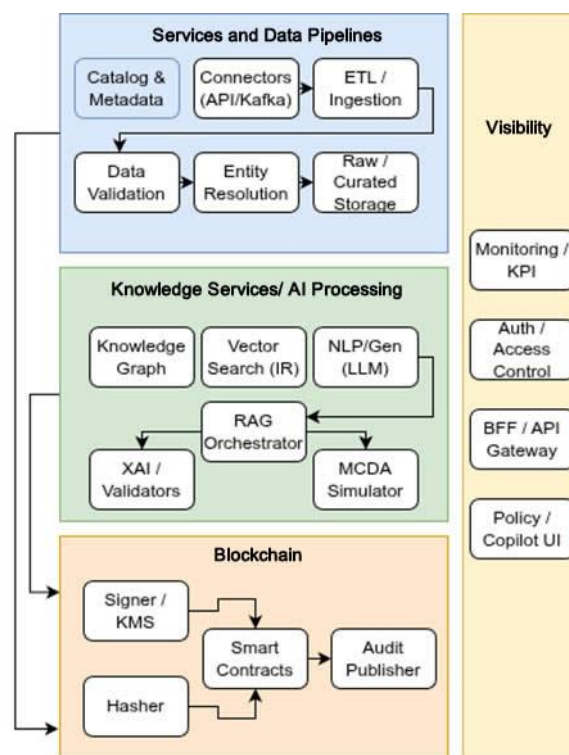 Services and Data Pipelines
Catalog &
Metadata
Connectors
(API/Kafka)
ETL /
Ingestion
Data
Validation
Entity
Resolution
Raw /
Curated
Storage
Knowledge Services/ AI Processing
Knowledge
Graph
Vector
Search (IR)
NLP/Gen
(LLM)
RAG
Orchestrator
XAI /
Validators
MCDA
Simulator
Blockchain
Signer /
KMS
Smart
Contracts
Audit
Publisher
Hasher
Visibility
Monitoring /
KPI
Auth /
Access
Control
BFF / API
Gateway
Policy /
Copilot UI